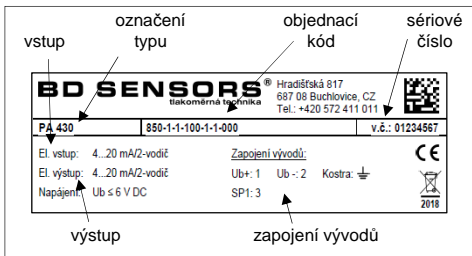 vstup
označení
typu
objednací
kód
sériové
číslo
BD SENSORS®
tlakoměrná technika
Hradišťská 817
687 08 Buchlovice, CZ
Tel.: +420 572 411 011
PA 430
850-1-1-100-1-1-000
v.č.: 01234567
El. vstup: 4...20 mA/2-vodič
El. výstup: 4...20 mA/2-vodič
Napájení: Ub ≤ 6 V DC
Zapojení vývodů:
Ub+: 1 Ub -: 2 Kostra:
SP1: 3
CE
2018
výstup
zapojení vývodů